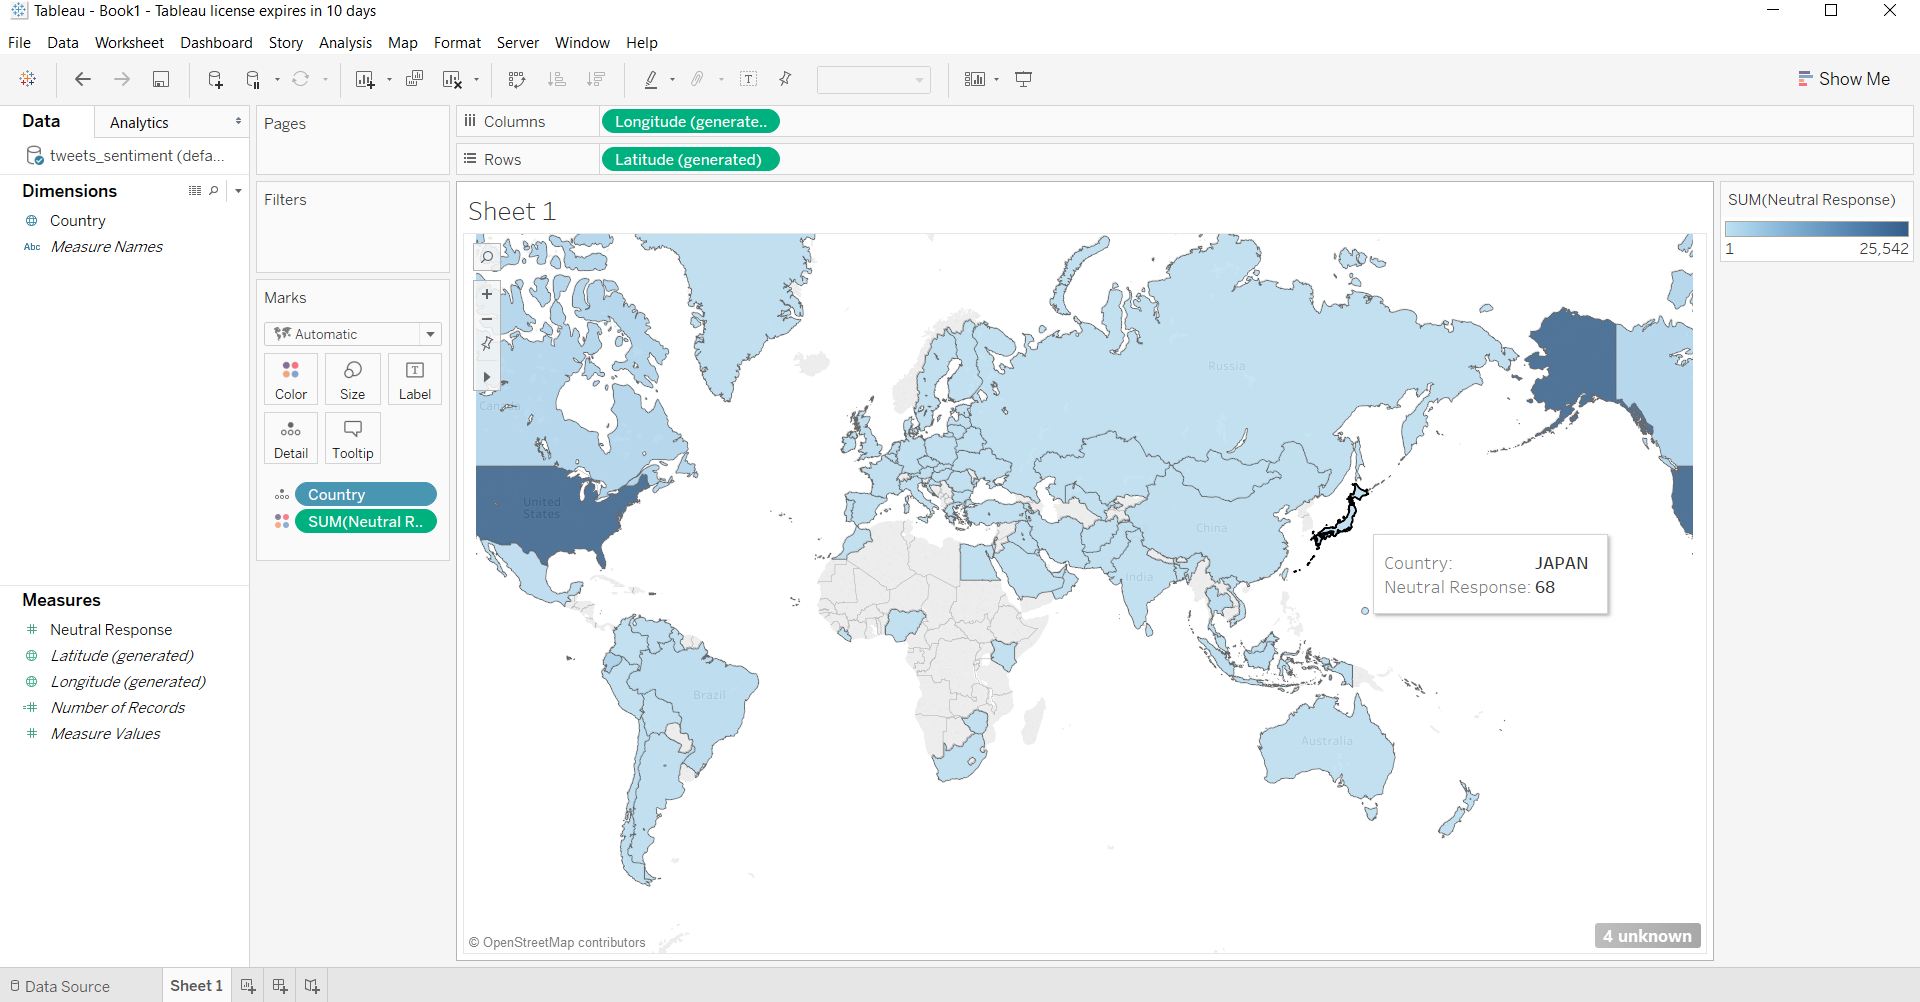 Tableau - Book1 - Tableau license expires in 10 days
File Data Worksheet Dashboard Story Analysis Map Format Server Window Help
Show Me
Data Analytics
tweets_sentiment (defa...
Dimensions
Country
Abc Measure Names
Measures
Neutral Response
Latitude (generated)
Longitude (generated)
Number of Records
Measure Values
Pages
Filters
Marks
Automatic
Color Size Label
Detail Tooltip
Country
SUM(Neutral R..
Columns Longitude (generate..
Rows Latitude (generated)
Sheet 1
Russia
Canada
United
States
China
India
Brazil
Australia
Country: JAPAN
Neutral Response: 68
4 unknown
© OpenStreetMap contributors
SUM(Neutral Response)
1 25,542
Data Source Sheet 1